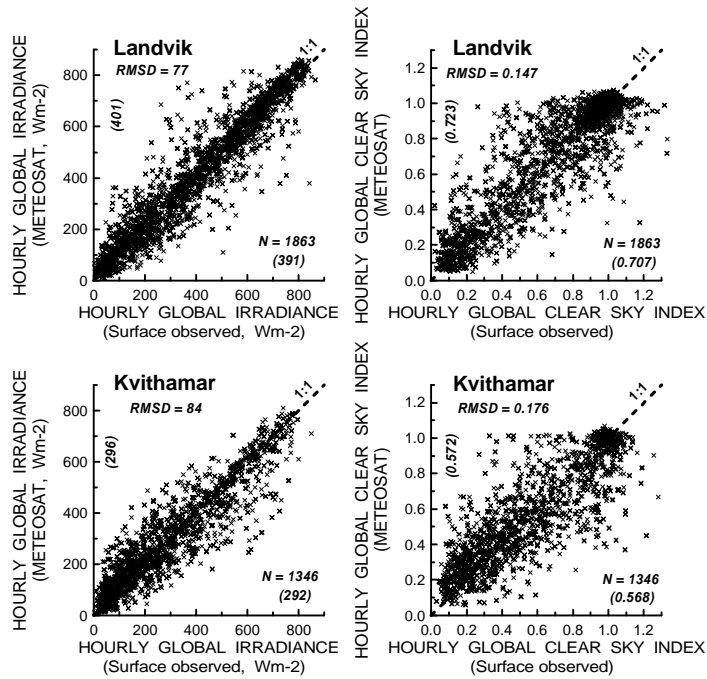 HOURLY GLOBAL IRRADIANCE
(METEOSAT, Wm-2)
Landvik
RMSD = 77
1:1
(401)
800
600
400
200
0
N = 1863
(391)
0 200 400 600 800
HOURLY GLOBAL IRRADIANCE
(Surface observed, Wm-2)
HOURLY GLOBAL CLEAR SKY INDEX
(METEOSAT)
Landvik
RMSD = 0.147
1:1
(0.723)
1.2
1.0
0.8
0.6
0.4
0.2
0.0
N = 1863
(0.707)
0.0 0.2 0.4 0.6 0.8 1.0 1.2
HOURLY GLOBAL CLEAR SKY INDEX
(Surface observed)
HOURLY GLOBAL IRRADIANCE
(METEOSAT, Wm-2)
Kvithamar
RMSD = 84
1:1
(296)
800
600
400
200
0
N = 1346
(292)
0 200 400 600 800
HOURLY GLOBAL IRRADIANCE
(Surface observed, Wm-2)
HOURLY GLOBAL CLEAR SKY INDEX
(METEOSAT)
Kvithamar
RMSD = 0.176
1:1
(0.572)
1.2
1.0
0.8
0.6
0.4
0.2
0.0
N = 1346
(0.568)
0.0 0.2 0.4 0.6 0.8 1.0 1.2
HOURLY GLOBAL CLEAR SKY INDEX
(Surface observed)